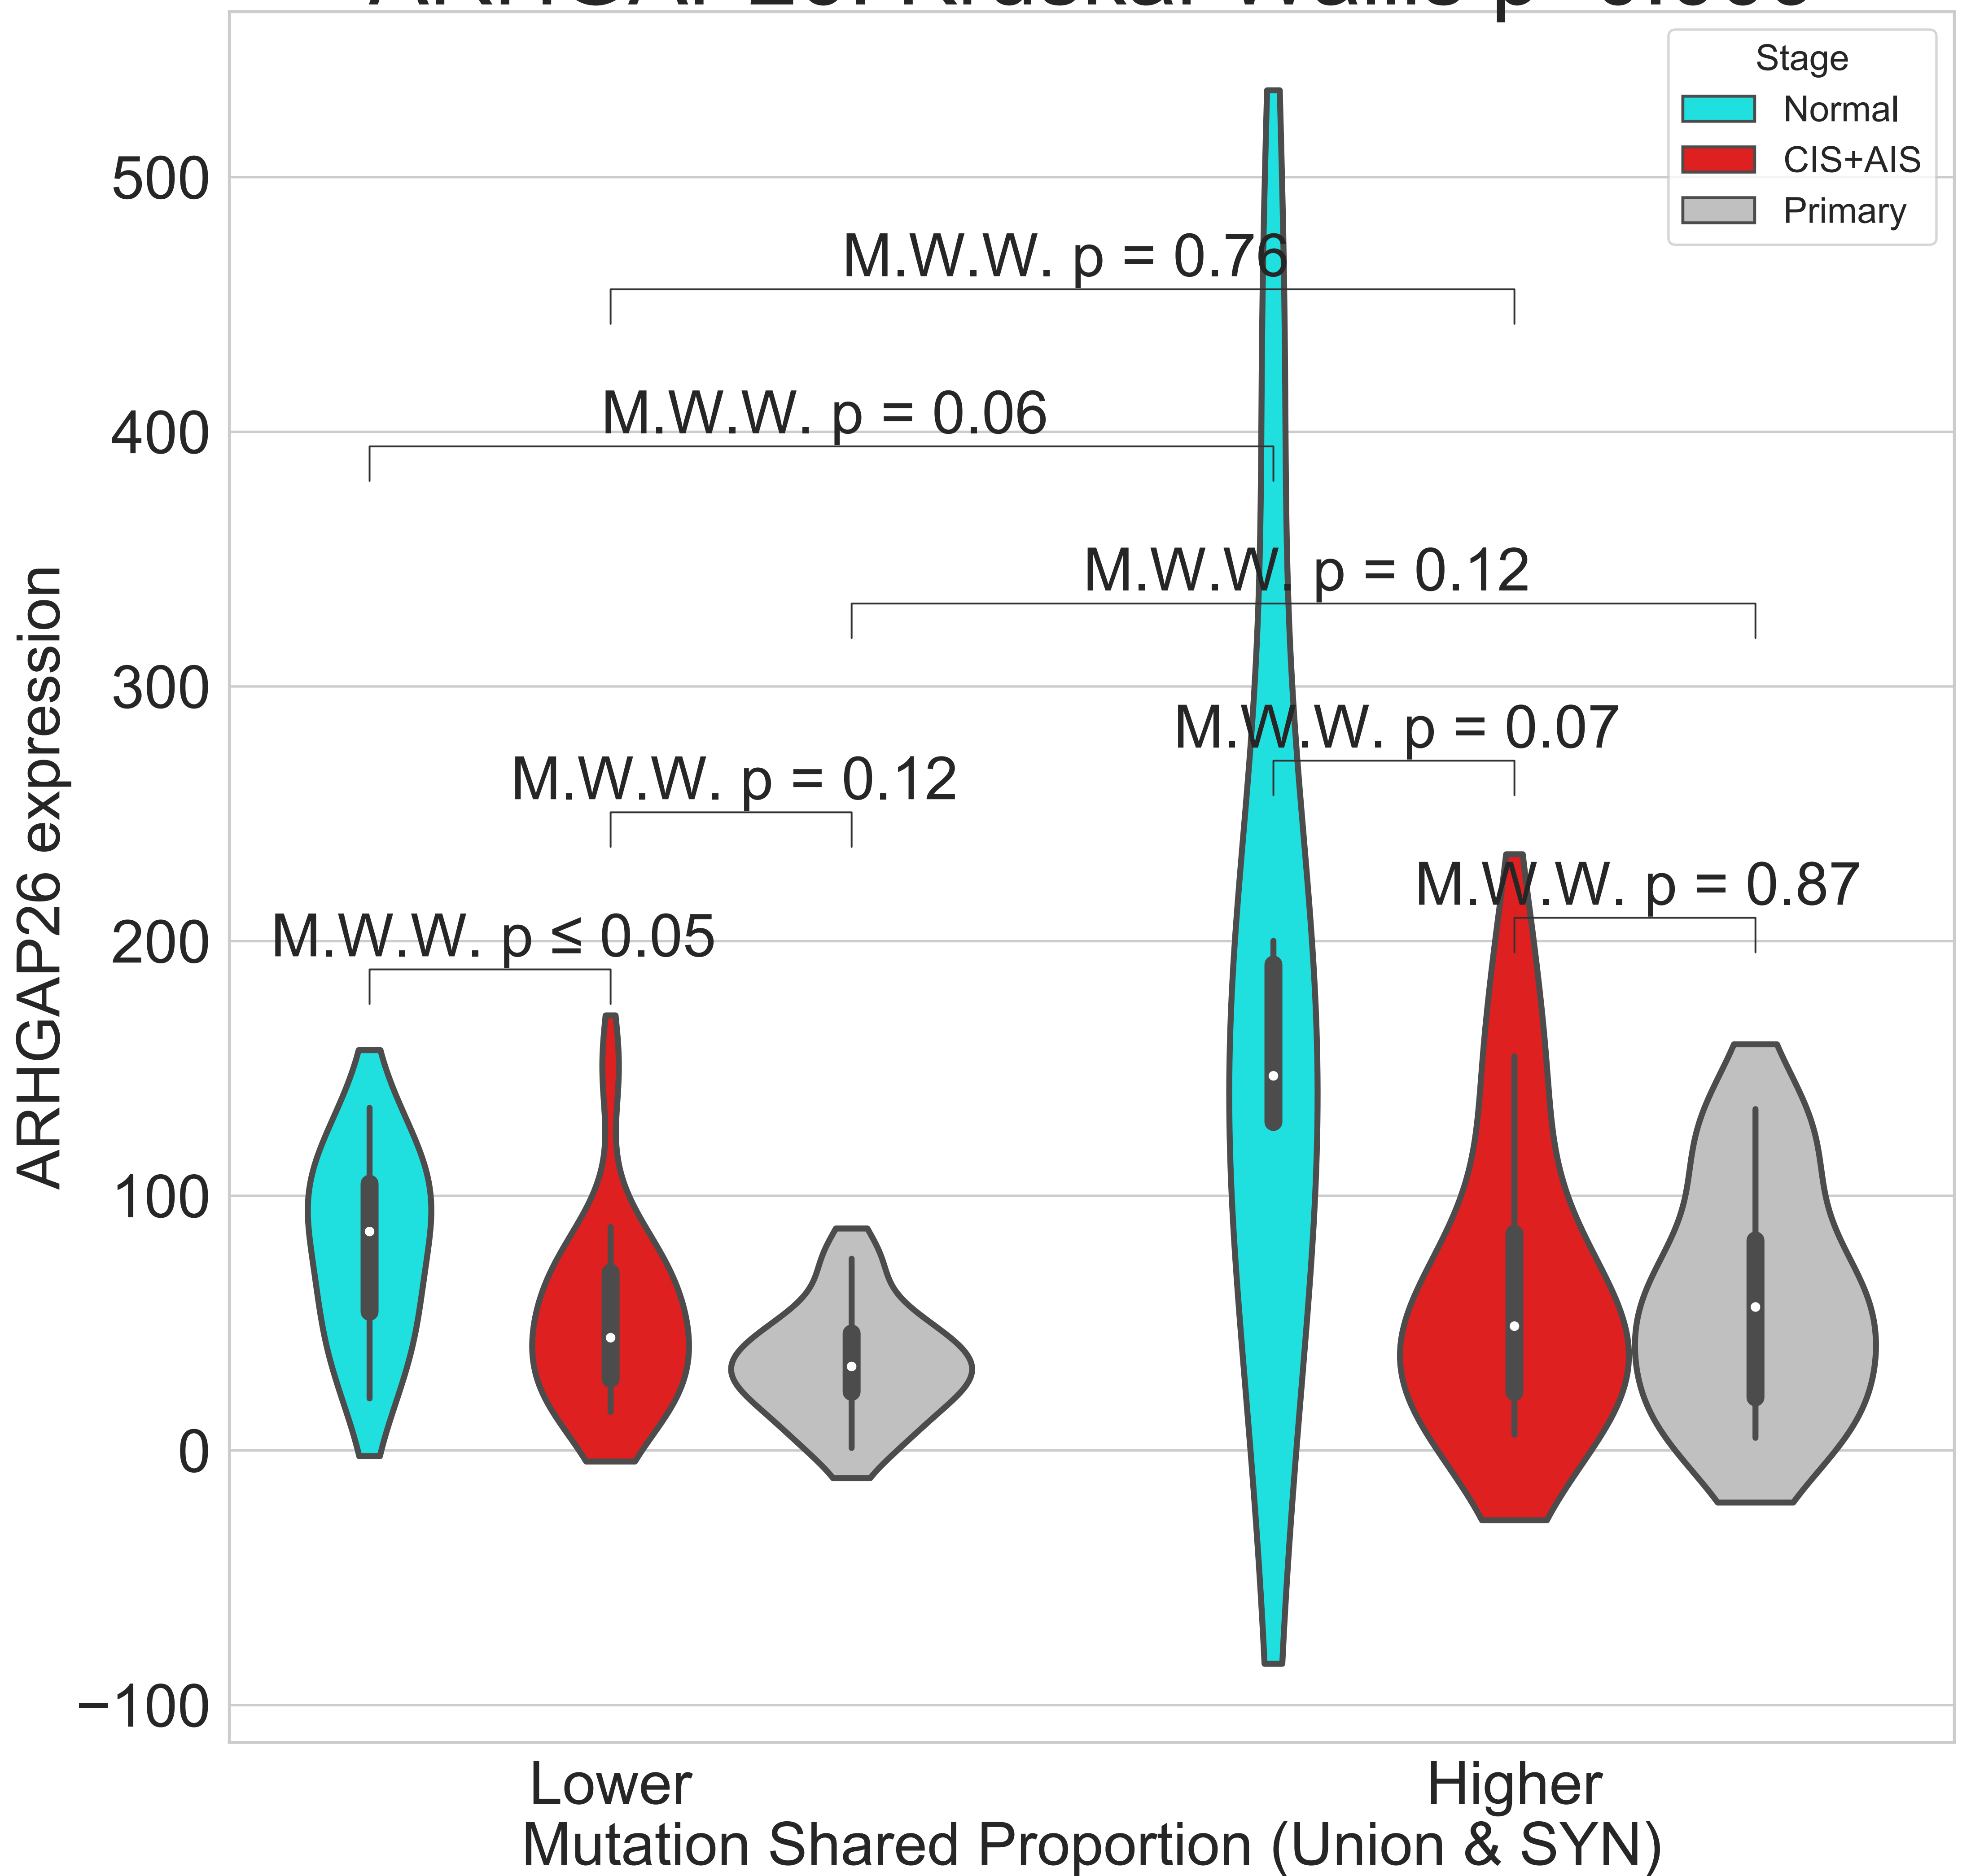 Stage
Normal
CIS+AIS
Primary
500
400
300
200
100
0
−100
ARHGAP26 expression
M.W.W. p = 0.76
M.W.W. p = 0.06
M.W.W. p = 0.12
M.W.W. p = 0.07
M.W.W. p = 0.12
M.W.W. p = 0.87
M.W.W. p ≤ 0.05
Lower
Higher
Mutation Shared Proportion (Union & SYN)